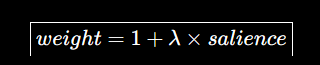 weight = 1 + λ × salience